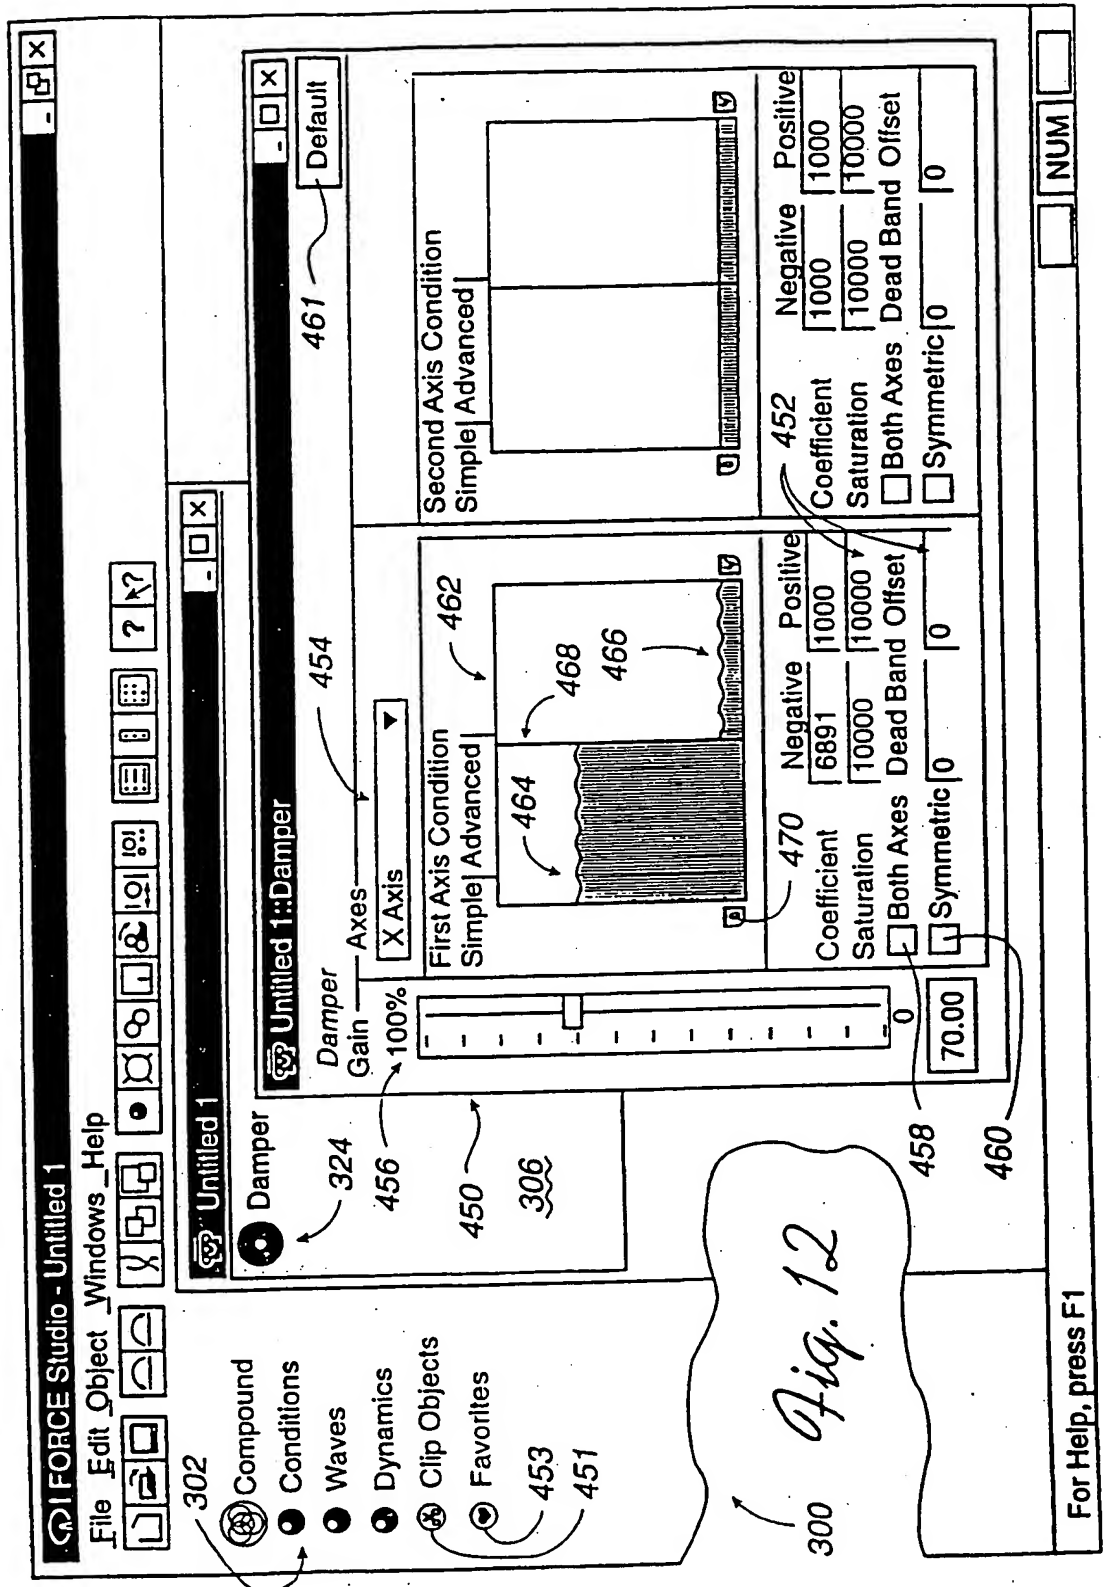 I FORCE Studio - Untitled 1
File Edit Object Windows Help
302
Compound
Conditions
Waves
Dynamics
Clip Objects
Favorites
453
451
300
Fig. 12
Untitled 1
Damper
324
456
450
306
Untitled 1::Damper
Damper
Gain
Axes
454
461
Default
100%
X Axis
0
70.00
First Axis Condition
Simple Advanced
462
464
468
466
470
Negative Positive
Coefficient 6891 1000
Saturation 10000 10000
Both Axes Dead Band Offset
Symmetric 0 0
458
460
452
Second Axis Condition
Simple Advanced
Negative Positive
Coefficient 1000 1000
Saturation 10000 10000
Both Axes Dead Band Offset
Symmetric 0 0
For Help, press F1
NUM